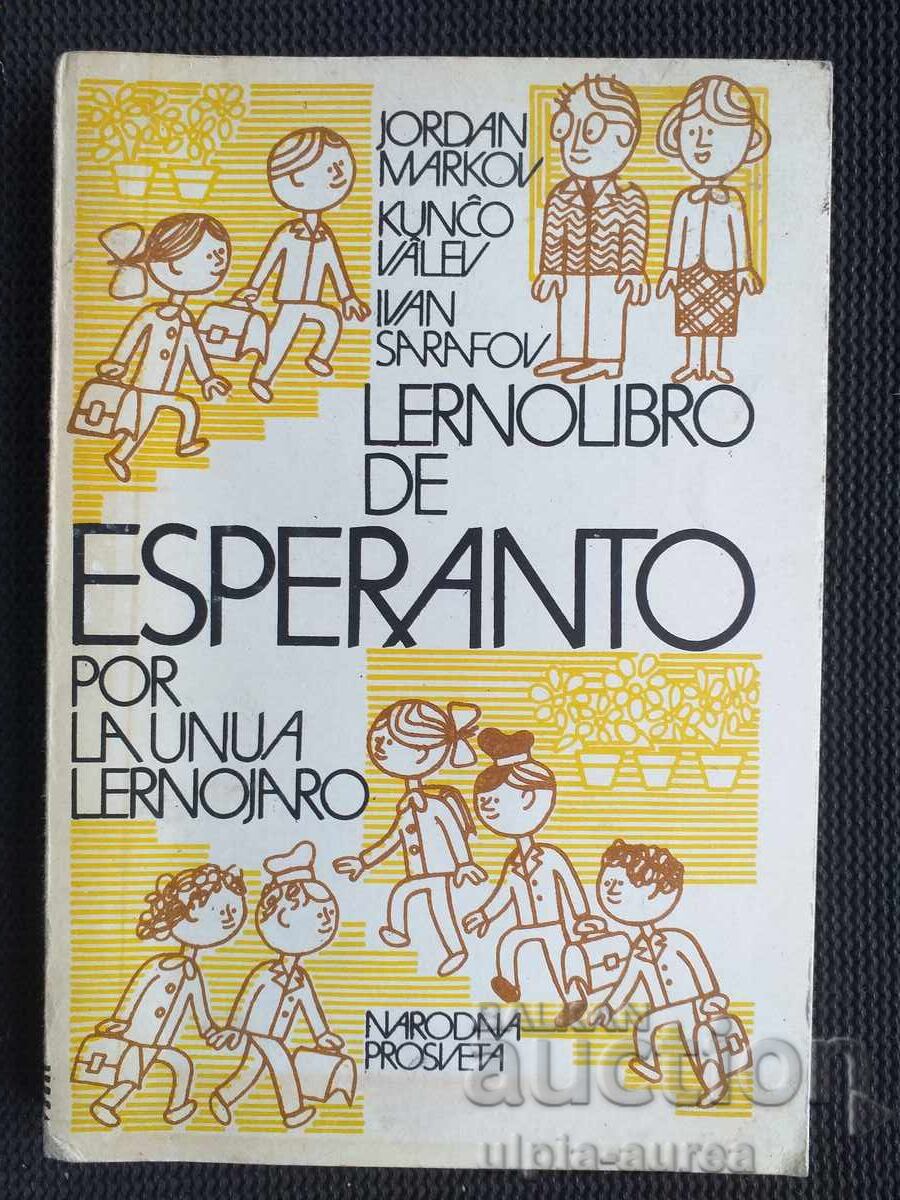 JORDAN
MARKOV
KUNĈO
VÂLEV
IVAN
SARAFOV
LERNOLIBRO
DE
ESPERANTO
POR
LA UNUA
LERNOJARO
NARODNA
PROSVETA
BALKAN
auction
ulpia-aurea